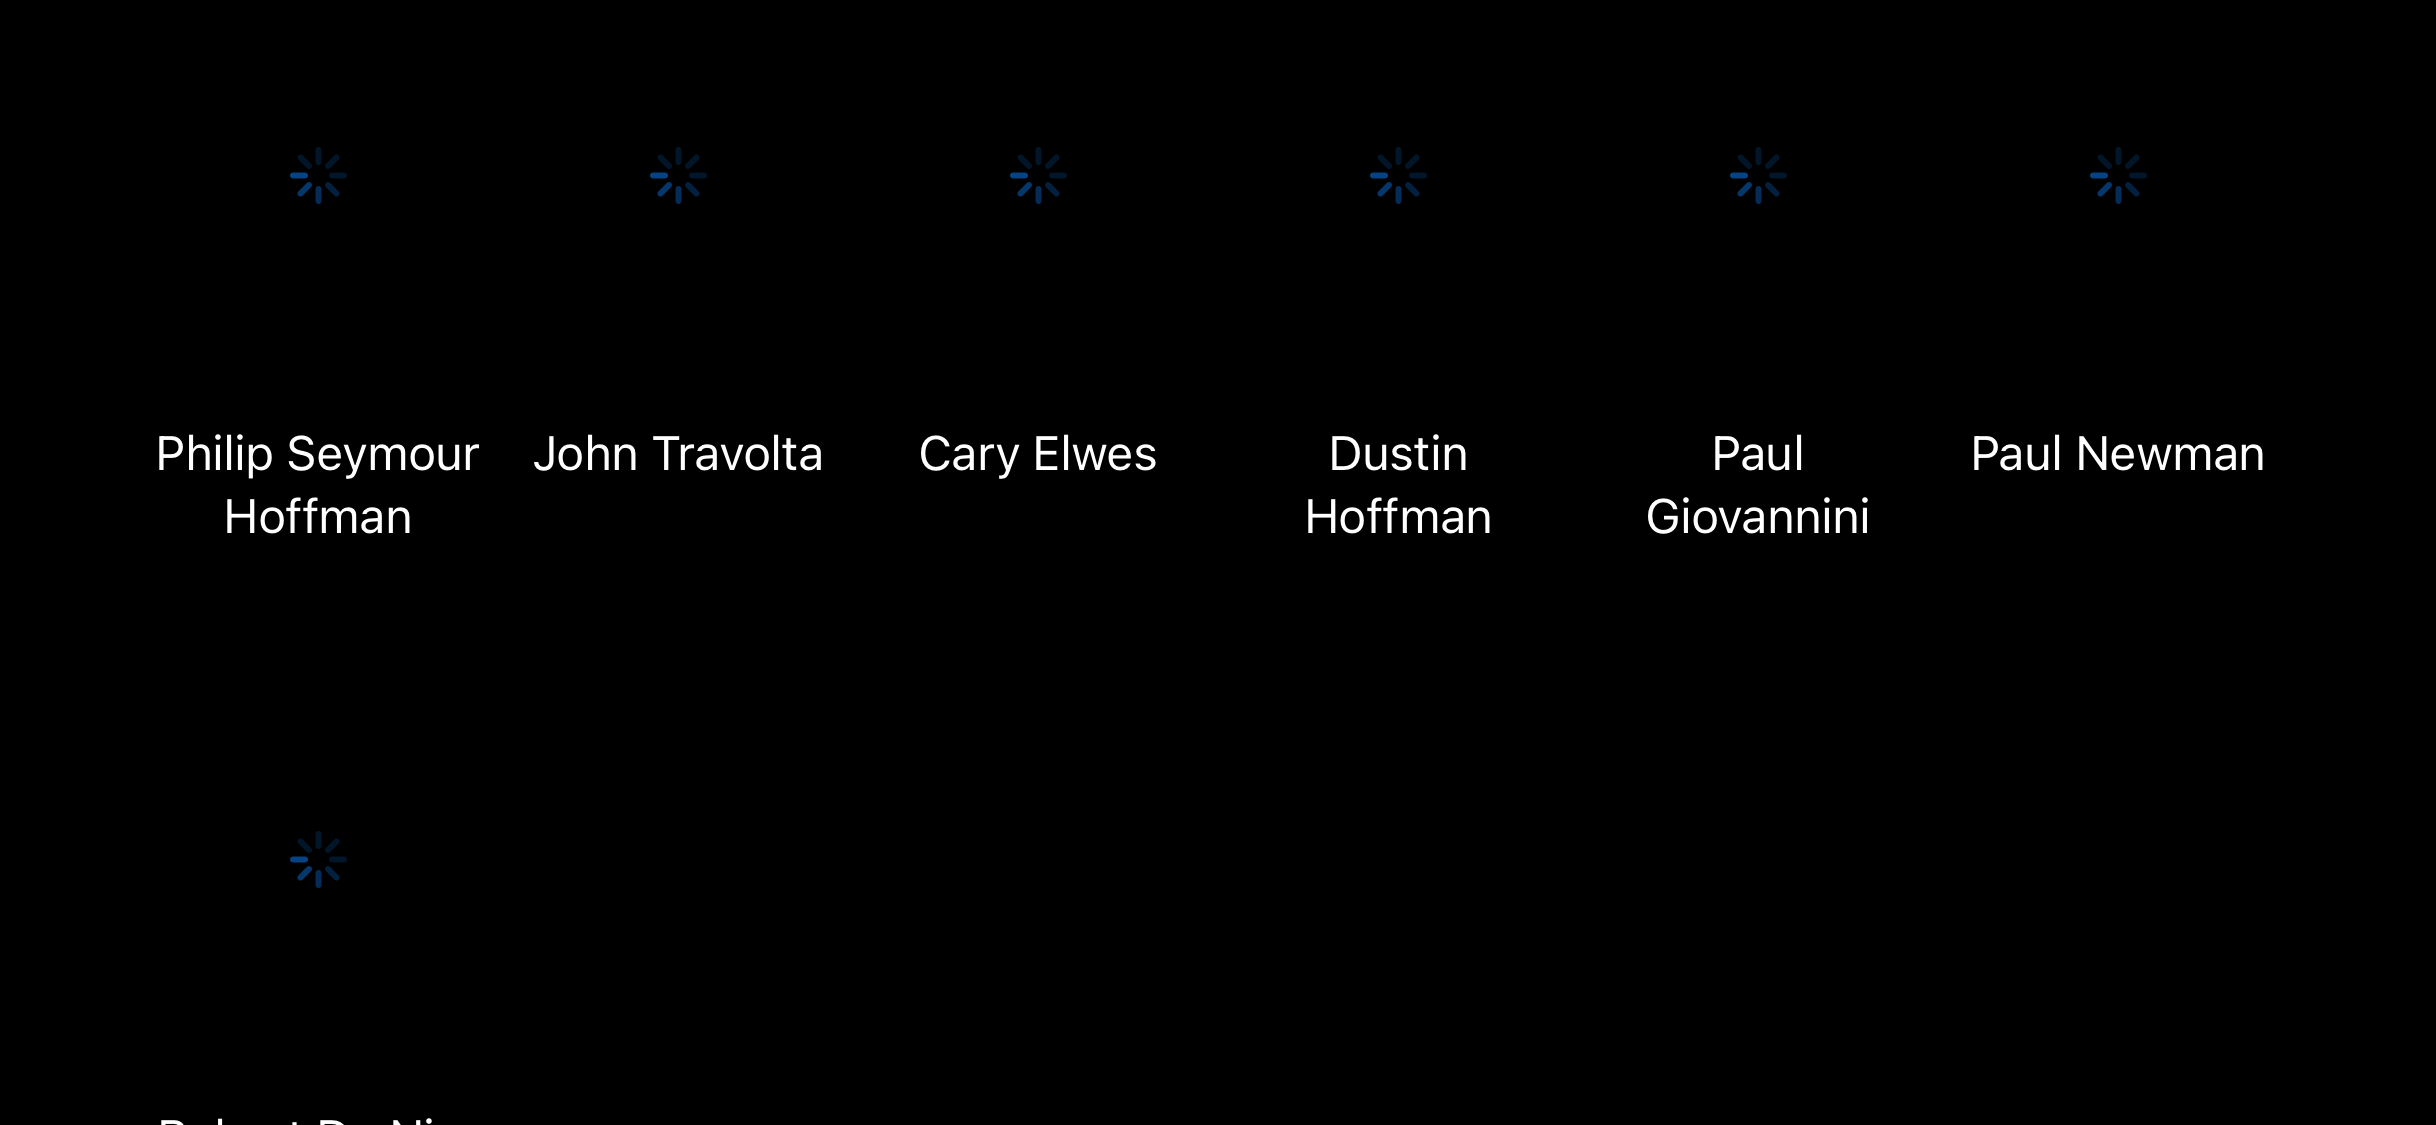 Philip Seymour
Hoffman
John Travolta
Cary Elwes
Dustin
Hoffman
Paul
Giovannini
Paul Newman